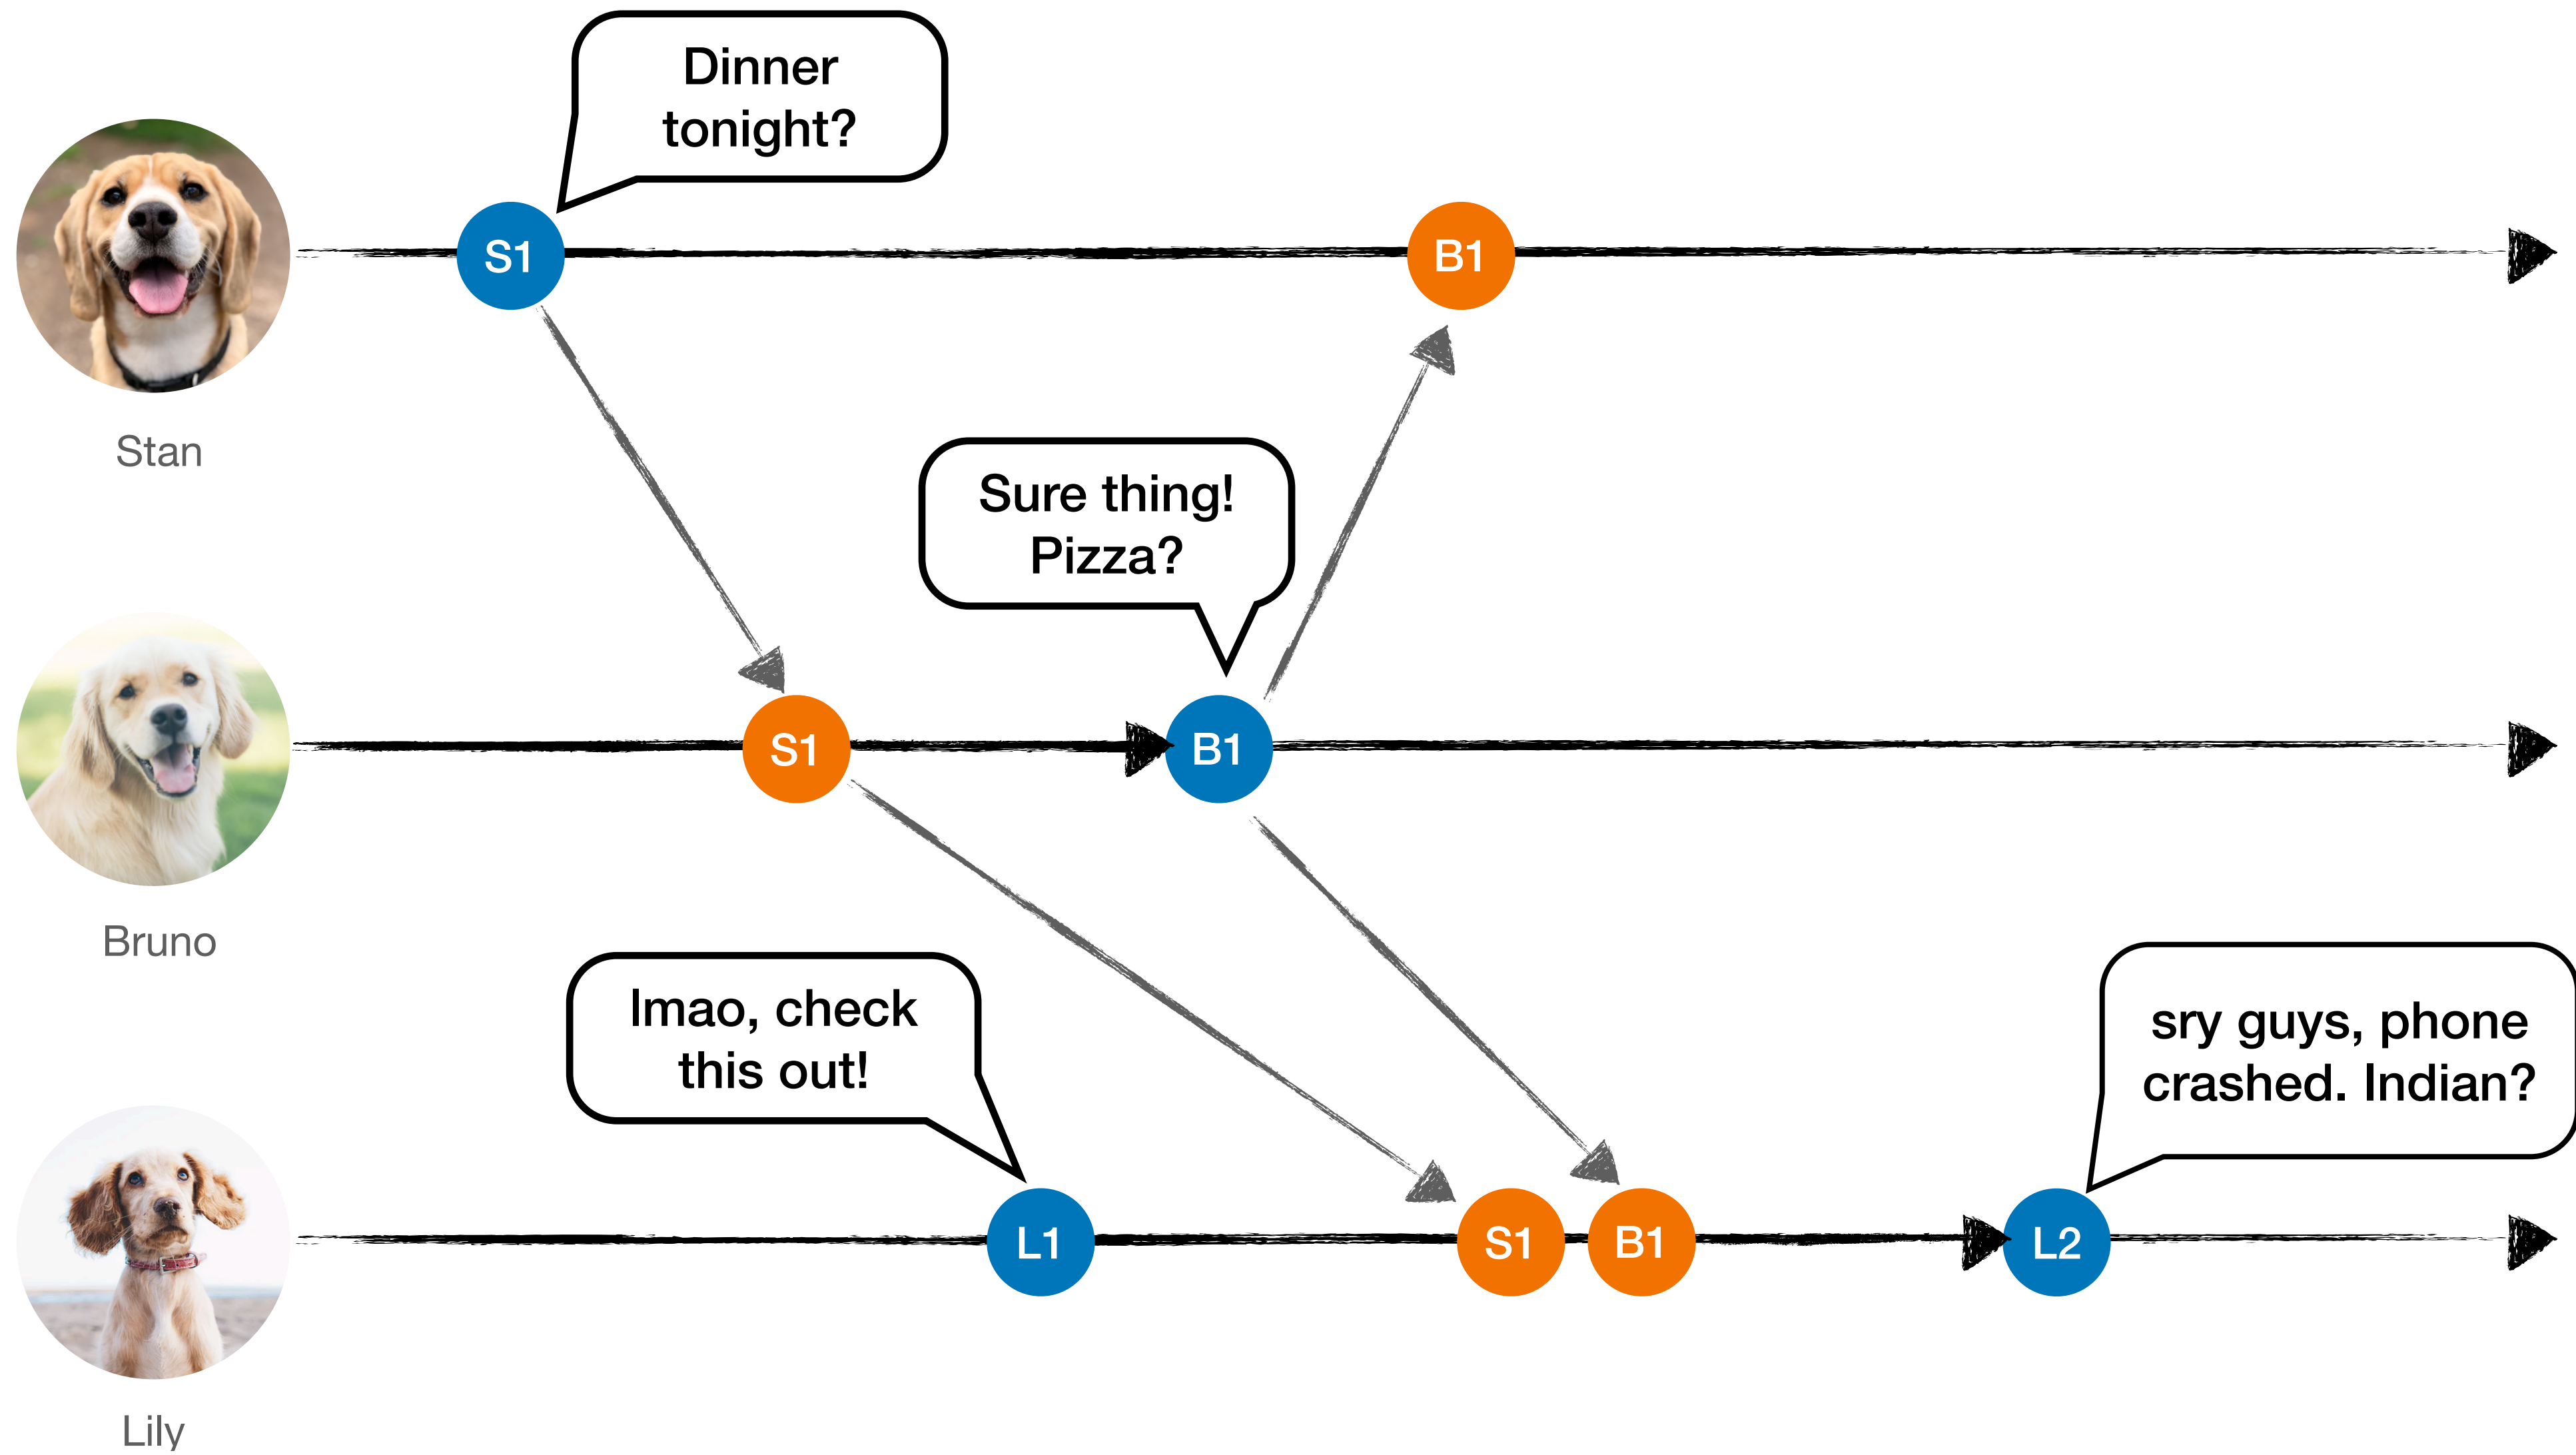 Dinner
tonight?
S1
B1
Stan
Sure thing!
Pizza?
S1
B1
Bruno
lmao, check
this out!
sry guys, phone
crashed. Indian?
L1
S1
B1
L2
Lily